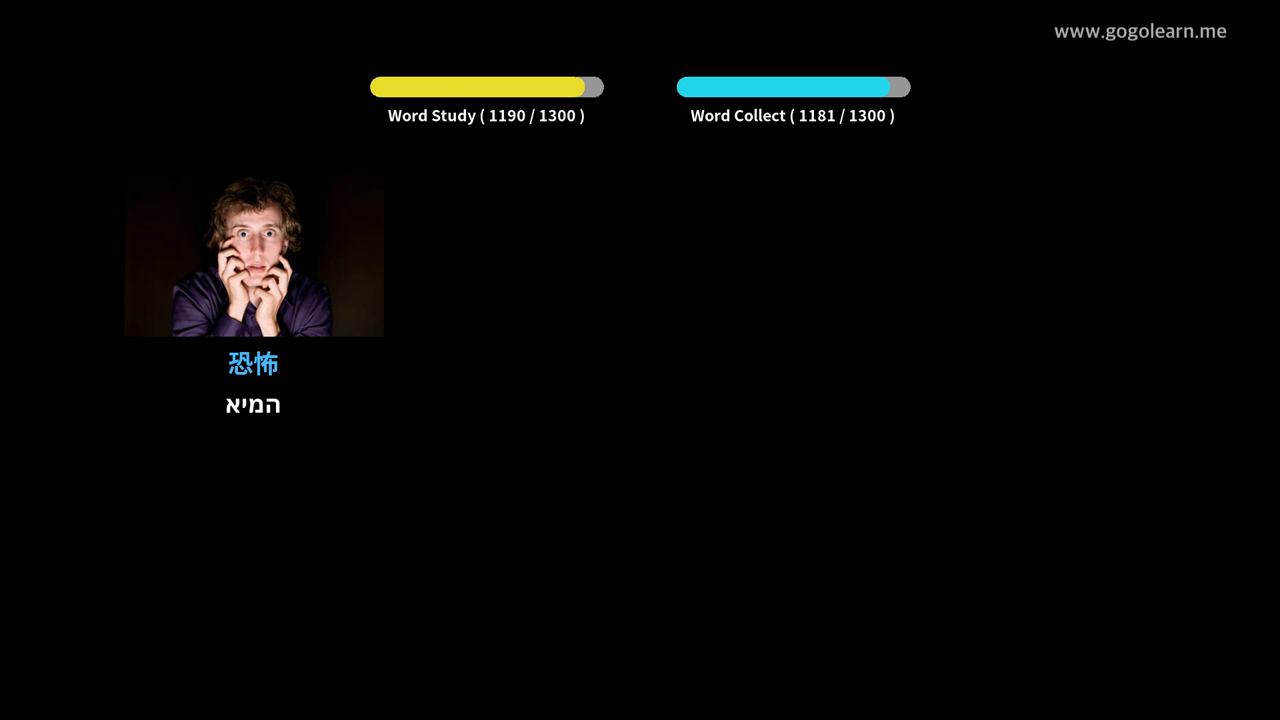 www.gogolearn.me
Word Study ( 1190 / 1300 )
Word Collect ( 1181 / 1300 )
恐怖
המיא